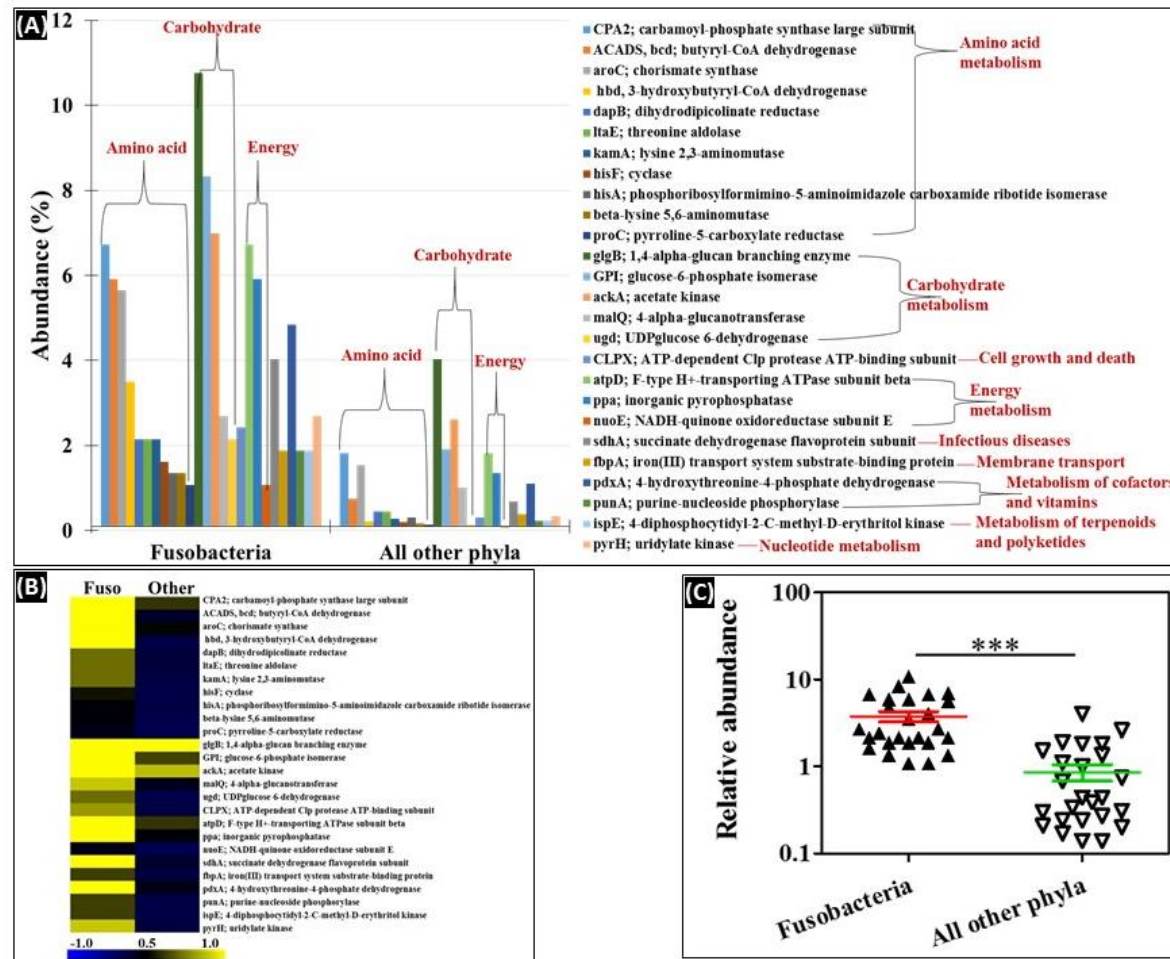 (A)
Carbohydrate
12
10
8
6
4
2
0
Abundance (%)
Amino acid
Energy
Carbohydrate
Amino acid
Energy
Fusobacteria
All other phyla
CPA2; carbamoyl-phosphate synthase large subunit
ACADS, bcd; butyryl-CoA dehydrogenase
aroC; chorismate synthase
hbd, 3-hydroxybutyryl-CoA dehydrogenase
dapB; dihydrodipicolinate reductase
ltaE; threonine aldolase
kamA; lysine 2,3-aminomutase
hisF; cyclase
hisA; phosphoribosylformimino-5-aminoimidazole carboxamide ribotide isomerase
beta-lysine 5,6-aminomutase
proC; pyrroline-5-carboxylate reductase
glgB; 1,4-alpha-glucan branching enzyme
GPI; glucose-6-phosphate isomerase
ackA; acetate kinase
malQ; 4-alpha-glucanotransferase
ugd; UDPglucose 6-dehydrogenase
CLPX; ATP-dependent Clp protease ATP-binding subunit
atpD; F-type H+-transporting ATPase subunit beta
ppa; inorganic pyrophosphatase
nuoE; NADH-quinone oxidoreductase subunit E
sdhA; succinate dehydrogenase flavoprotein subunit
fbpA; iron(III) transport system substrate-binding protein
pdxA; 4-hydroxythreonine-4-phosphate dehydrogenase
punA; purine-nucleoside phosphorylase
ispE; 4-diphosphocytidyl-2-C-methyl-D-erythritol kinase
pyrH; uridylate kinase
Amino acid
metabolism
Carbohydrate
metabolism
Cell growth and death
Energy
metabolism
Infectious diseases
Membrane transport
Metabolism of cofactors
and vitamins
Metabolism of terpenoids
and polyketides
Nucleotide metabolism
(B)
Fuso Other
CPA2; carbamoyl-phosphate synthase large subunit
ACADS, bcd; butyryl-CoA dehydrogenase
aroC; chorismate synthase
hbd, 3-hydroxybutyryl-CoA dehydrogenase
dapB; dihydrodipicolinate reductase
ltaE; threonine aldolase
kamA; lysine 2,3-aminomutase
hisF; cyclase
hisA; phosphoribosylformimino-5-aminoimidazole carboxamide ribotide isomerase
beta-lysine 5,6-aminomutase
proC; pyrroline-5-carboxylate reductase
glgB; 1,4-alpha-glucan branching enzyme
GPI; glucose-6-phosphate isomerase
ackA; acetate kinase
malQ; 4-alpha-glucanotransferase
ugd; UDPglucose 6-dehydrogenase
CLPX; ATP-dependent Clp protease ATP-binding subunit
atpD; F-type H+-transporting ATPase subunit beta
ppa; inorganic pyrophosphatase
nuoE; NADH-quinone oxidoreductase subunit E
sdhA; succinate dehydrogenase flavoprotein subunit
fbpA; iron(III) transport system substrate-binding protein
pdxA; 4-hydroxythreonine-4-phosphate dehydrogenase
punA; purine-nucleoside phosphorylase
ispE; 4-diphosphocytidyl-2-C-methyl-D-erythritol kinase
pyrH; uridylate kinase
-1.0 0.5 1.0
(C)
100
10
1
0.1
Relative abundance
***
Fusobacteria
All other phyla